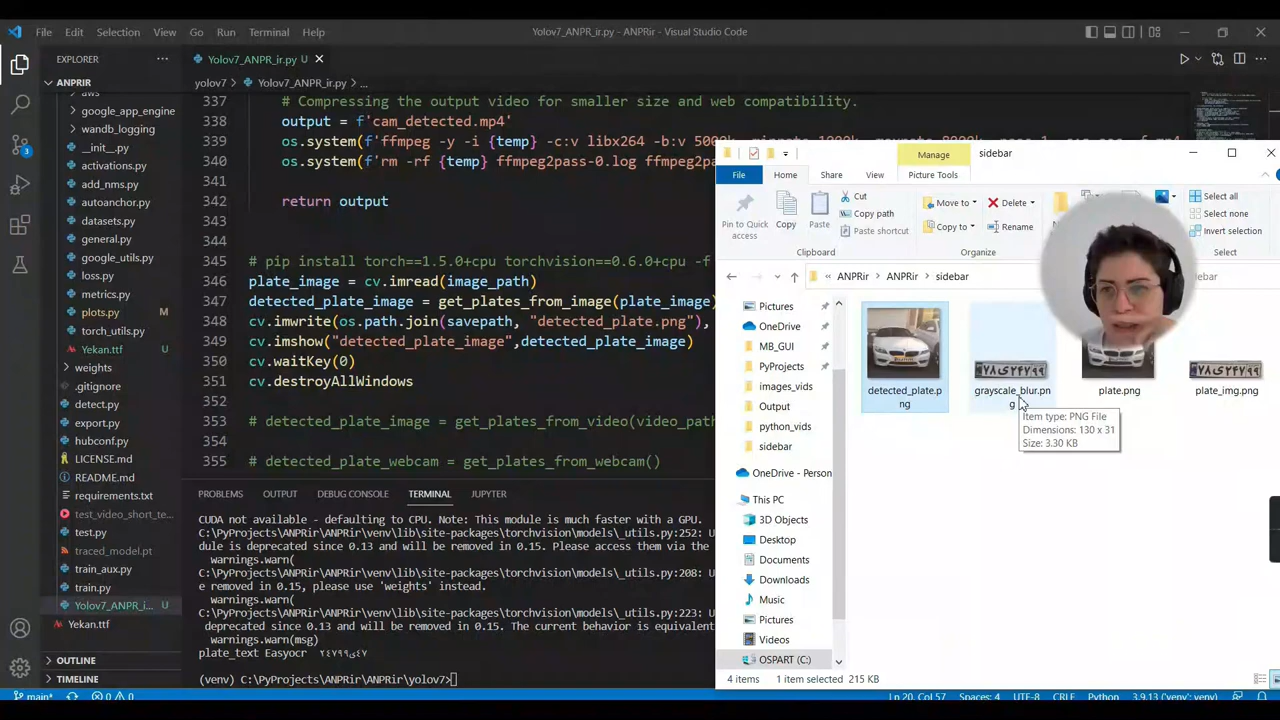 File Edit Selection View Go Run Terminal Help
Yolov7_ANPR_ir.py - ANPRir - Visual Studio Code
EXPLORER
Yolov7_ANPR_ir.py U
yolov7 > Yolov7_ANPR_ir.py > ...
ANPRIR
aws
google_app_engine
wandb_logging
__init__.py
activations.py
add_nms.py
autoanchor.py
datasets.py
general.py
google_utils.py
loss.py
metrics.py
plots.py M
torch_utils.py
Yekan.ttf
weights
.gitignore
detect.py
export.py
hubconf.py
LICENSE.md
README.md
requirements.txt
test_video_short_te...
test.py
traced_model.pt
train_aux.py
train.py
Yolov7_ANPR_i... U
Yekan.ttf
OUTLINE
TIMELINE
337 # Compressing the output video for smaller size and web compatibility.
338 output = f'cam_detected.mp4'
339 os.system(f'ffmpeg -y -i {temp} -c:v libx264 -b:v 5000k
340 os.system(f'rm -rf {temp} ffmpeg2pass-0.log ffmpeg2
341
342 return output
343
344
345 # pip install torch==1.5.0+cpu torchvision==0.6.0+cpu -f
346 plate_image = cv.imread(image_path)
347 detected_plate_image = get_plates_from_image(plate_image)
348 cv.imwrite(os.path.join(savepath, "detected_plate.png"),
349 cv.imshow("detected_plate_image",detected_plate_image)
350 cv.waitKey(0)
351 cv.destroyAllWindows
352
353 # detected_plate_image = get_plates_from_video(video_pat
354
355 # detected_plate_webcam = get_plates_from_webcam()
PROBLEMS OUTPUT DEBUG CONSOLE TERMINAL JUPYTER
CUDA not available - defaulting to CPU. Note: This module is much faster with a GPU.
C:\PyProjects\ANPRir\venv\lib\site-packages\torchvision\models\_utils.py:252: U
dule is deprecated since 0.13 and will be removed in 0.15. Please access them via the
warnings.warn(
C:\PyProjects\ANPRir\venv\lib\site-packages\torchvision\models\_utils.py:208: U
e removed in 0.15, please use 'weights' instead.
warnings.warn(
C:\PyProjects\ANPRir\venv\lib\site-packages\torchvision\models\_utils.py:223: U
deprecated since 0.13 and will be removed in 0.15. The current behavior is equivalent
warnings.warn(msg)
plate_text Easyocr
(venv) C:\PyProjects\ANPRir\ANPRir\yolov7>
Manage
sidebar
File Home Share View Picture Tools
Pin to Quick access
Copy
Paste
Cut
Copy path
Paste shortcut
Clipboard
Move to
Copy to
Delete
Rename
Organize
Select all
Select none
Invert selection
Select
« ANPRir > ANPRir > sidebar
Pictures
OneDrive
MB_GUI
PyProjects
images_vids
Output
python_vids
sidebar
OneDrive - Person
This PC
3D Objects
Desktop
Documents
Downloads
Music
Pictures
Videos
OSPART (C:)
detected_plate.png
grayscale_blur.png
plate.png
plate_img.png
Item type: PNG File
Dimensions: 130 x 31
Size: 3.30 KB
4 items 1 item selected 215 KB
main* 0 0
Ln 20, Col 57 Spaces: 4 UTF-8 CRLF Python 3.9.13 ('venv': venv)